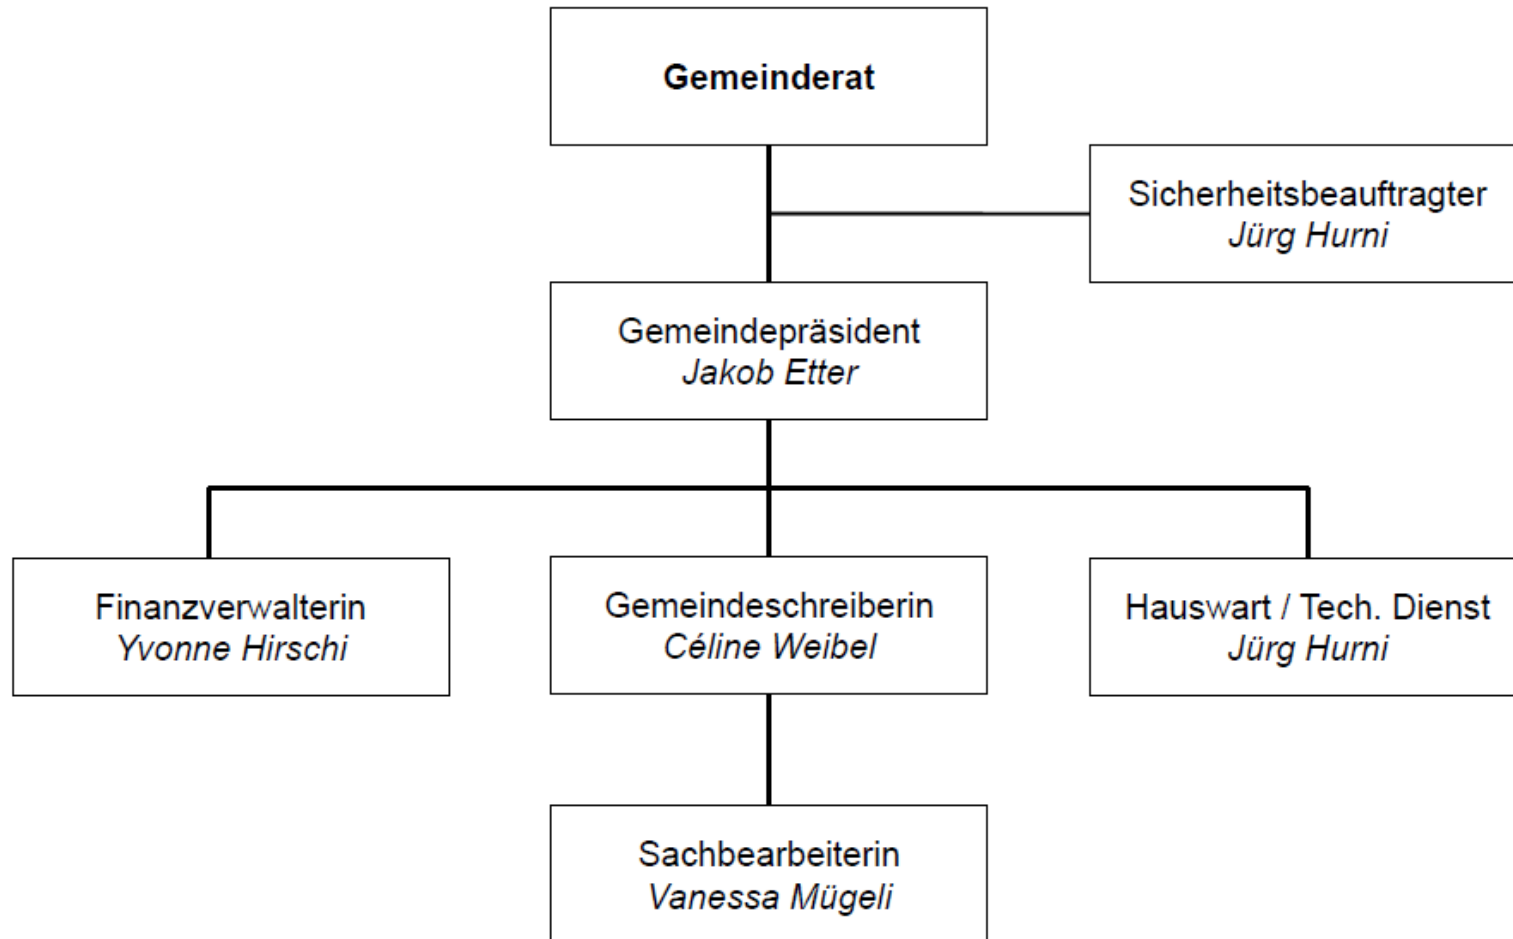 Gemeinderat
Sicherheitsbeauftragter
Jürg Hurni
Gemeindepräsident
Jakob Etter
Finanzverwalterin
Yvonne Hirschi
Gemeindeschreiberin
Céline Weibel
Hauswart / Tech. Dienst
Jürg Hurni
Sachbearbeiterin
Vanessa Mügeli